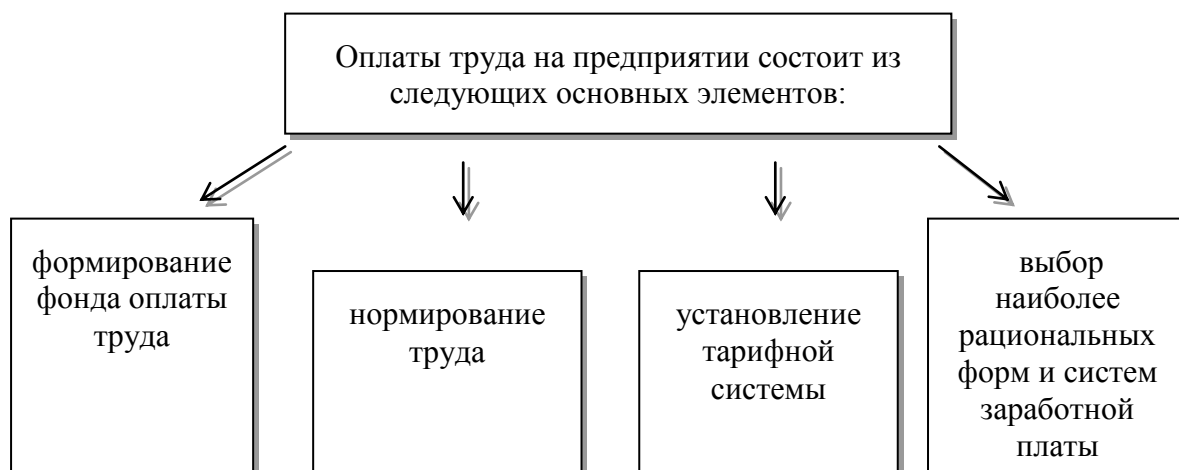 Оплаты труда на предприятии состоит из
следующих основных элементов:
формирование
фонда оплаты
труда
нормирование
труда
установление
тарифной
системы
выбор
наиболее
рациональных
форм и систем
заработной
платы